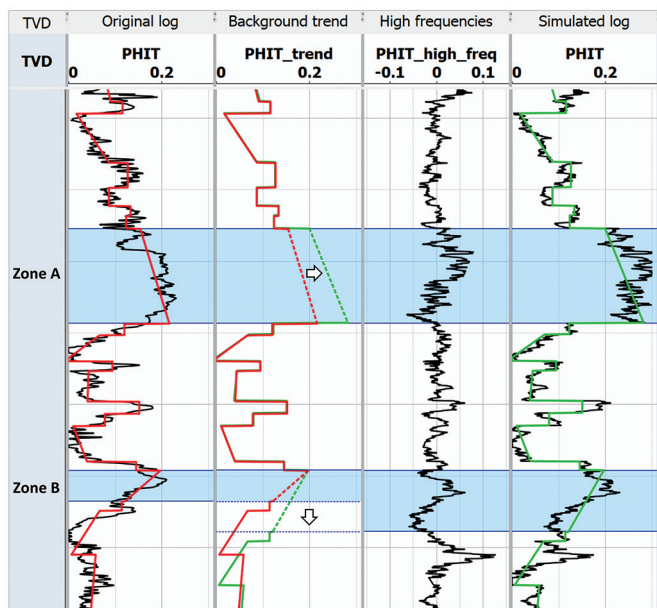 TVD Original log Background trend High frequencies Simulated log
TVD PHIT PHIT_trend PHIT_high_freq PHIT
0 0.2 0 0.2 -0.1 0 0.1 0 0.2
Zone A
Zone B